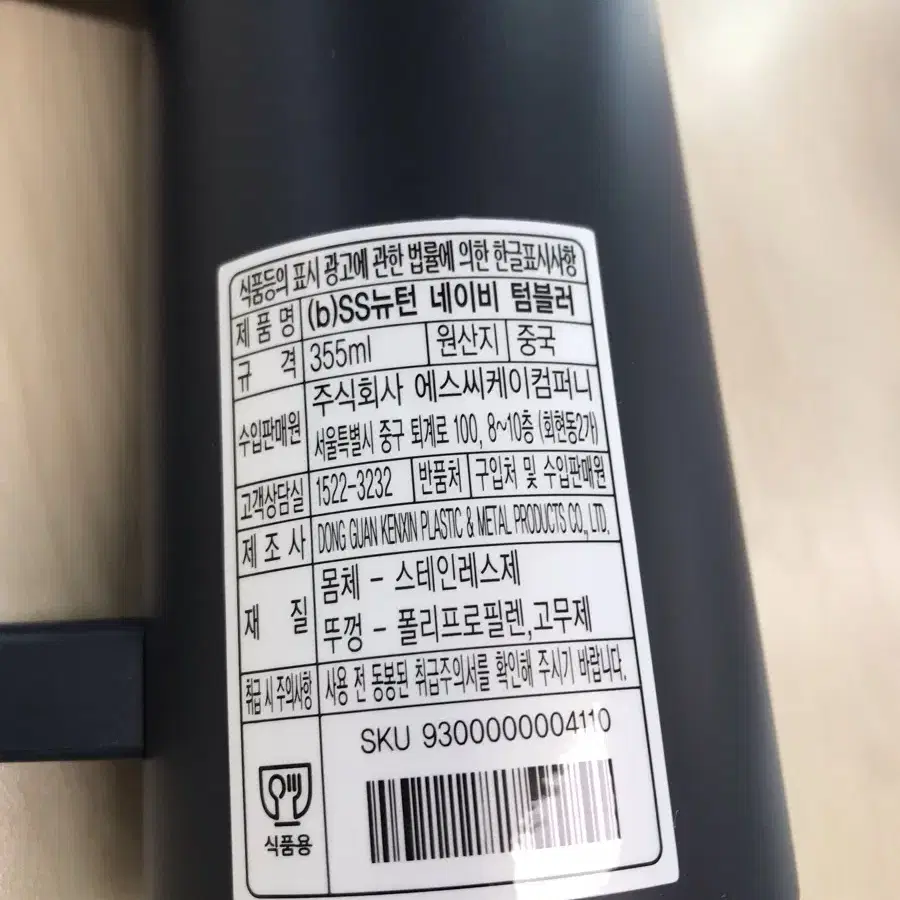 식품등의 표시 광고에 관한 법률에 의한 한글표시사항
제품명 (b)SS뉴턴 네이비 텀블러
규격 355ml 원산지 중국
수입판매원 주식회사 에스씨케이컴퍼니
서울특별시 중구 퇴계로 100, 8~10층 (회현동2가)
고객상담실 1522-3232 반품처 구입처 및 수입판매원
제조사 DONG GUAN KENXIN PLASTIC & METAL PRODUCTS CO., LTD.
재질 몸체 - 스테인레스제
뚜껑 - 폴리프로필렌,고무제
취급 시 주의사항 사용 전 동봉된 취급주의서를 확인해 주시기 바랍니다.
SKU 9300000004110
식품용